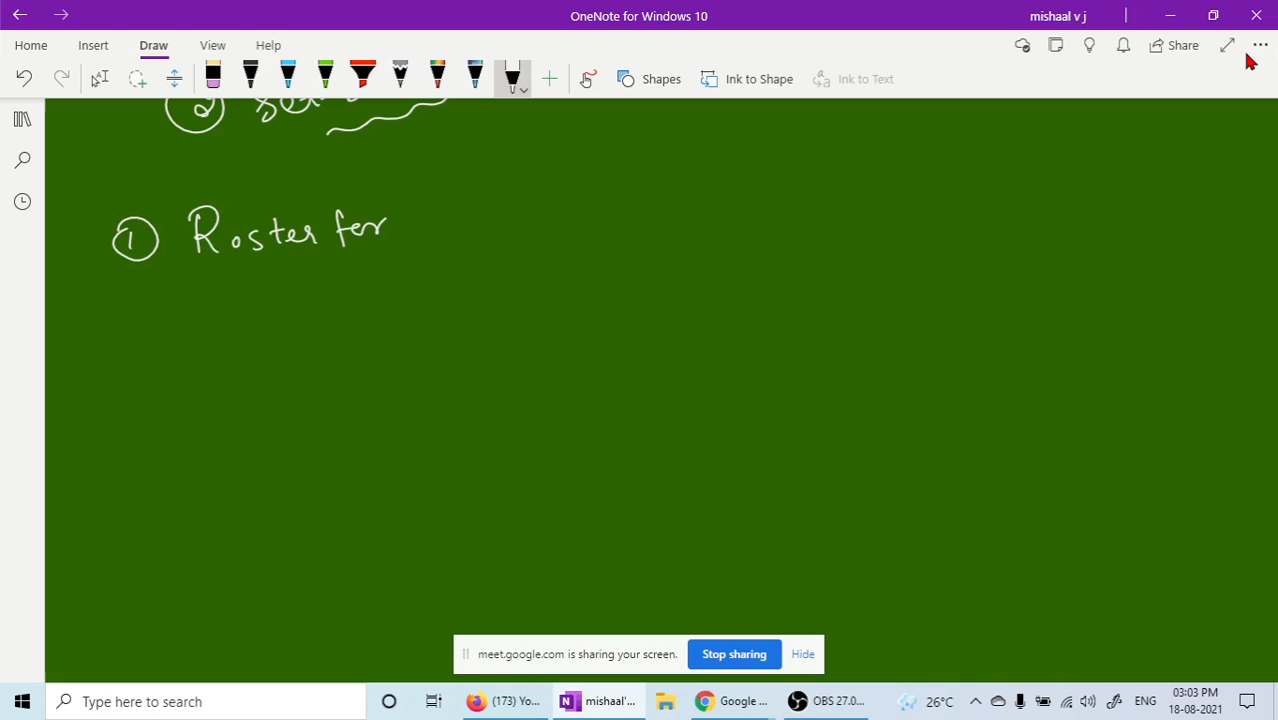 OneNote for Windows 10
mishaal v j
Home Insert Draw View Help
Share
Shapes
Ink to Shape
Ink to Text
②
① Roster for
meet.google.com is sharing your screen.
Stop sharing
Hide
Type here to search
(173) Yo...
mishaal'...
Google ...
OBS 27.0...
26°C
ENG
03:03 PM
18-08-2021